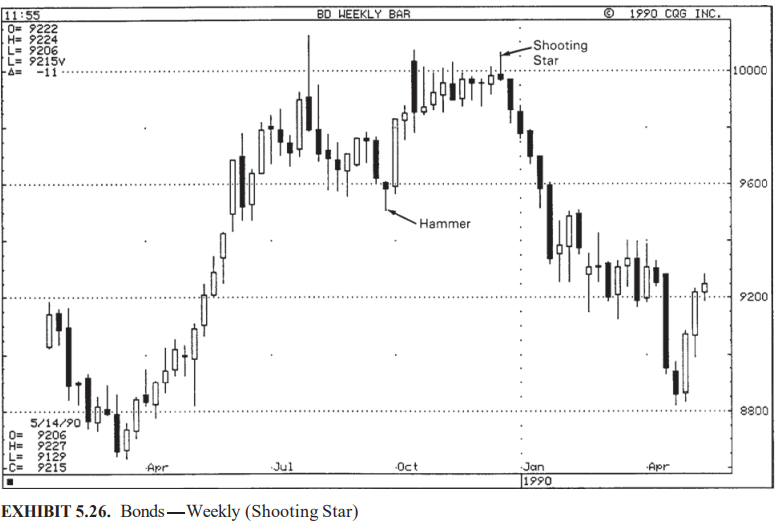 11:55
BD WEEKLY BAR
© 1990 CQG INC.
O= 9222
H= 9224
L= 9206
L= 9215v
Δ= -11
Shooting
Star
10000
9600
Hammer
9200
8800
5/14/90
O= 9206
H= 9227
L= 9129
C= 9215
Apr
Jul
Oct
Jan
Apr
1990
EXHIBIT 5.26. Bonds—Weekly (Shooting Star)